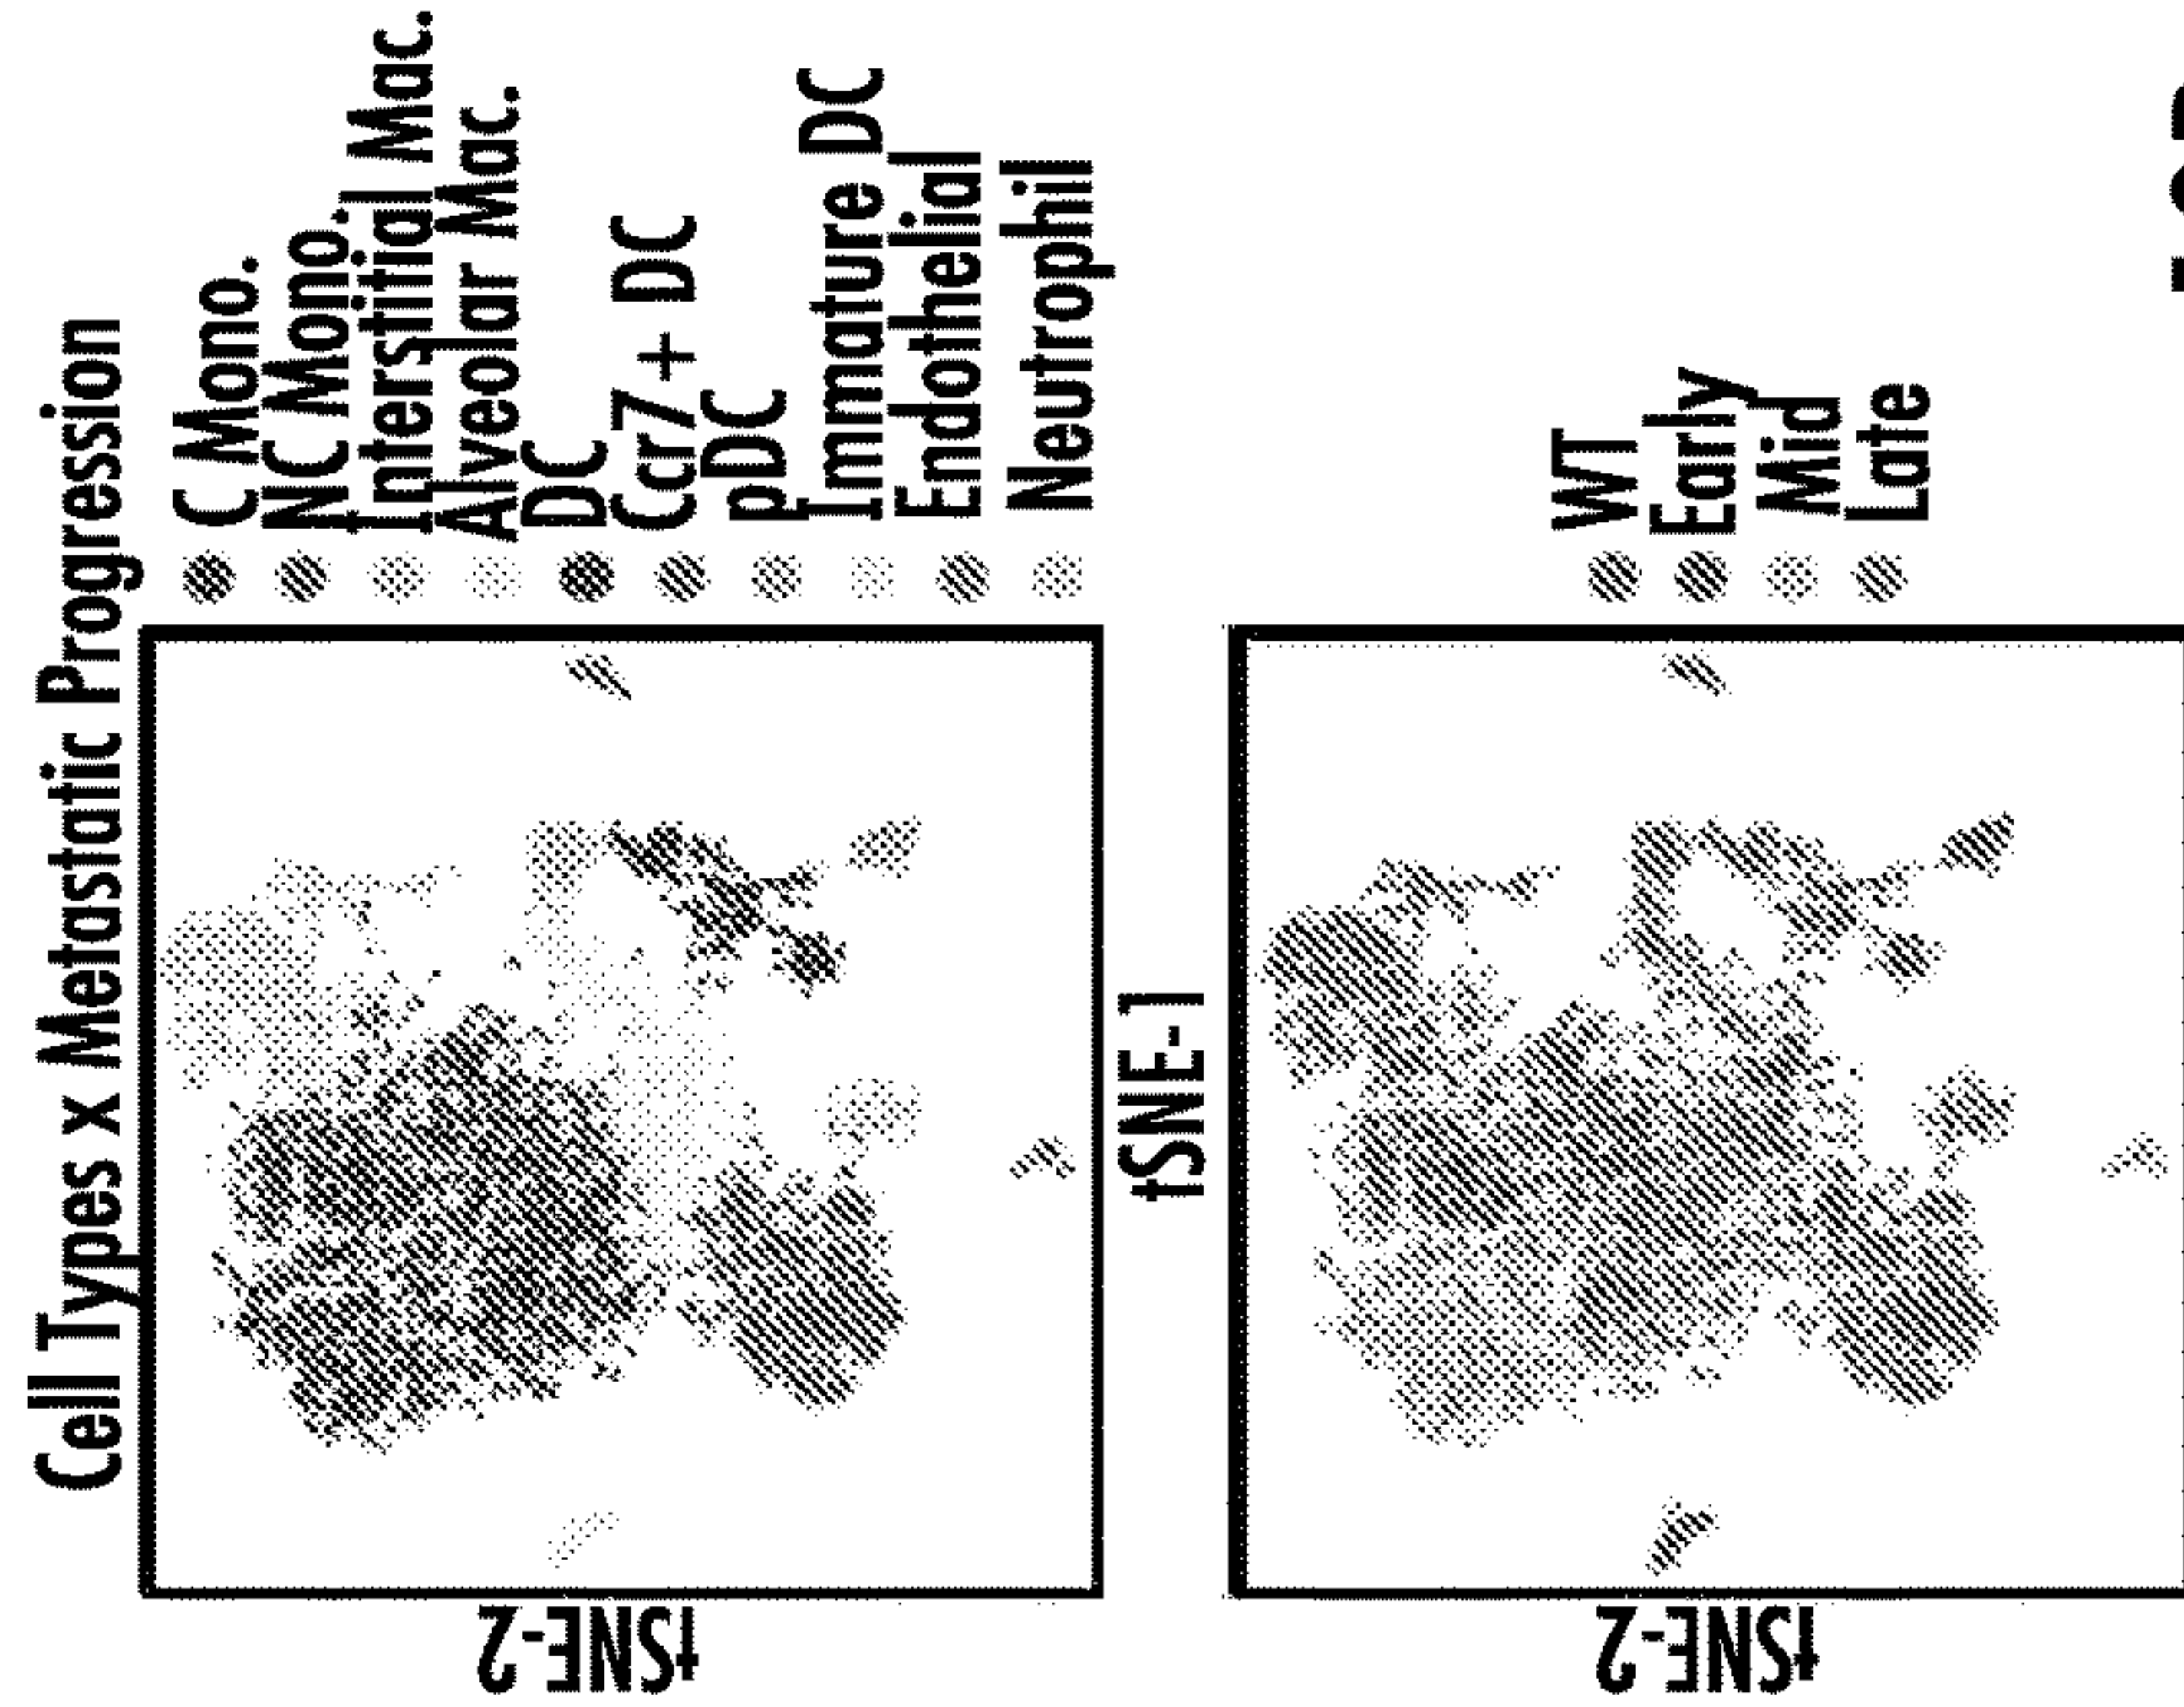 Cell Types x Metastatic Progression
C Mono.
NC Mono.
Interstitial Mac.
Alveolar Mac.
DC
Ccr7+ DC
pDC
Immature DC
Endothelial
Neutrophil
tSNE-2
tSNE-1
WT
Early
Mid
Late
tSNE-2